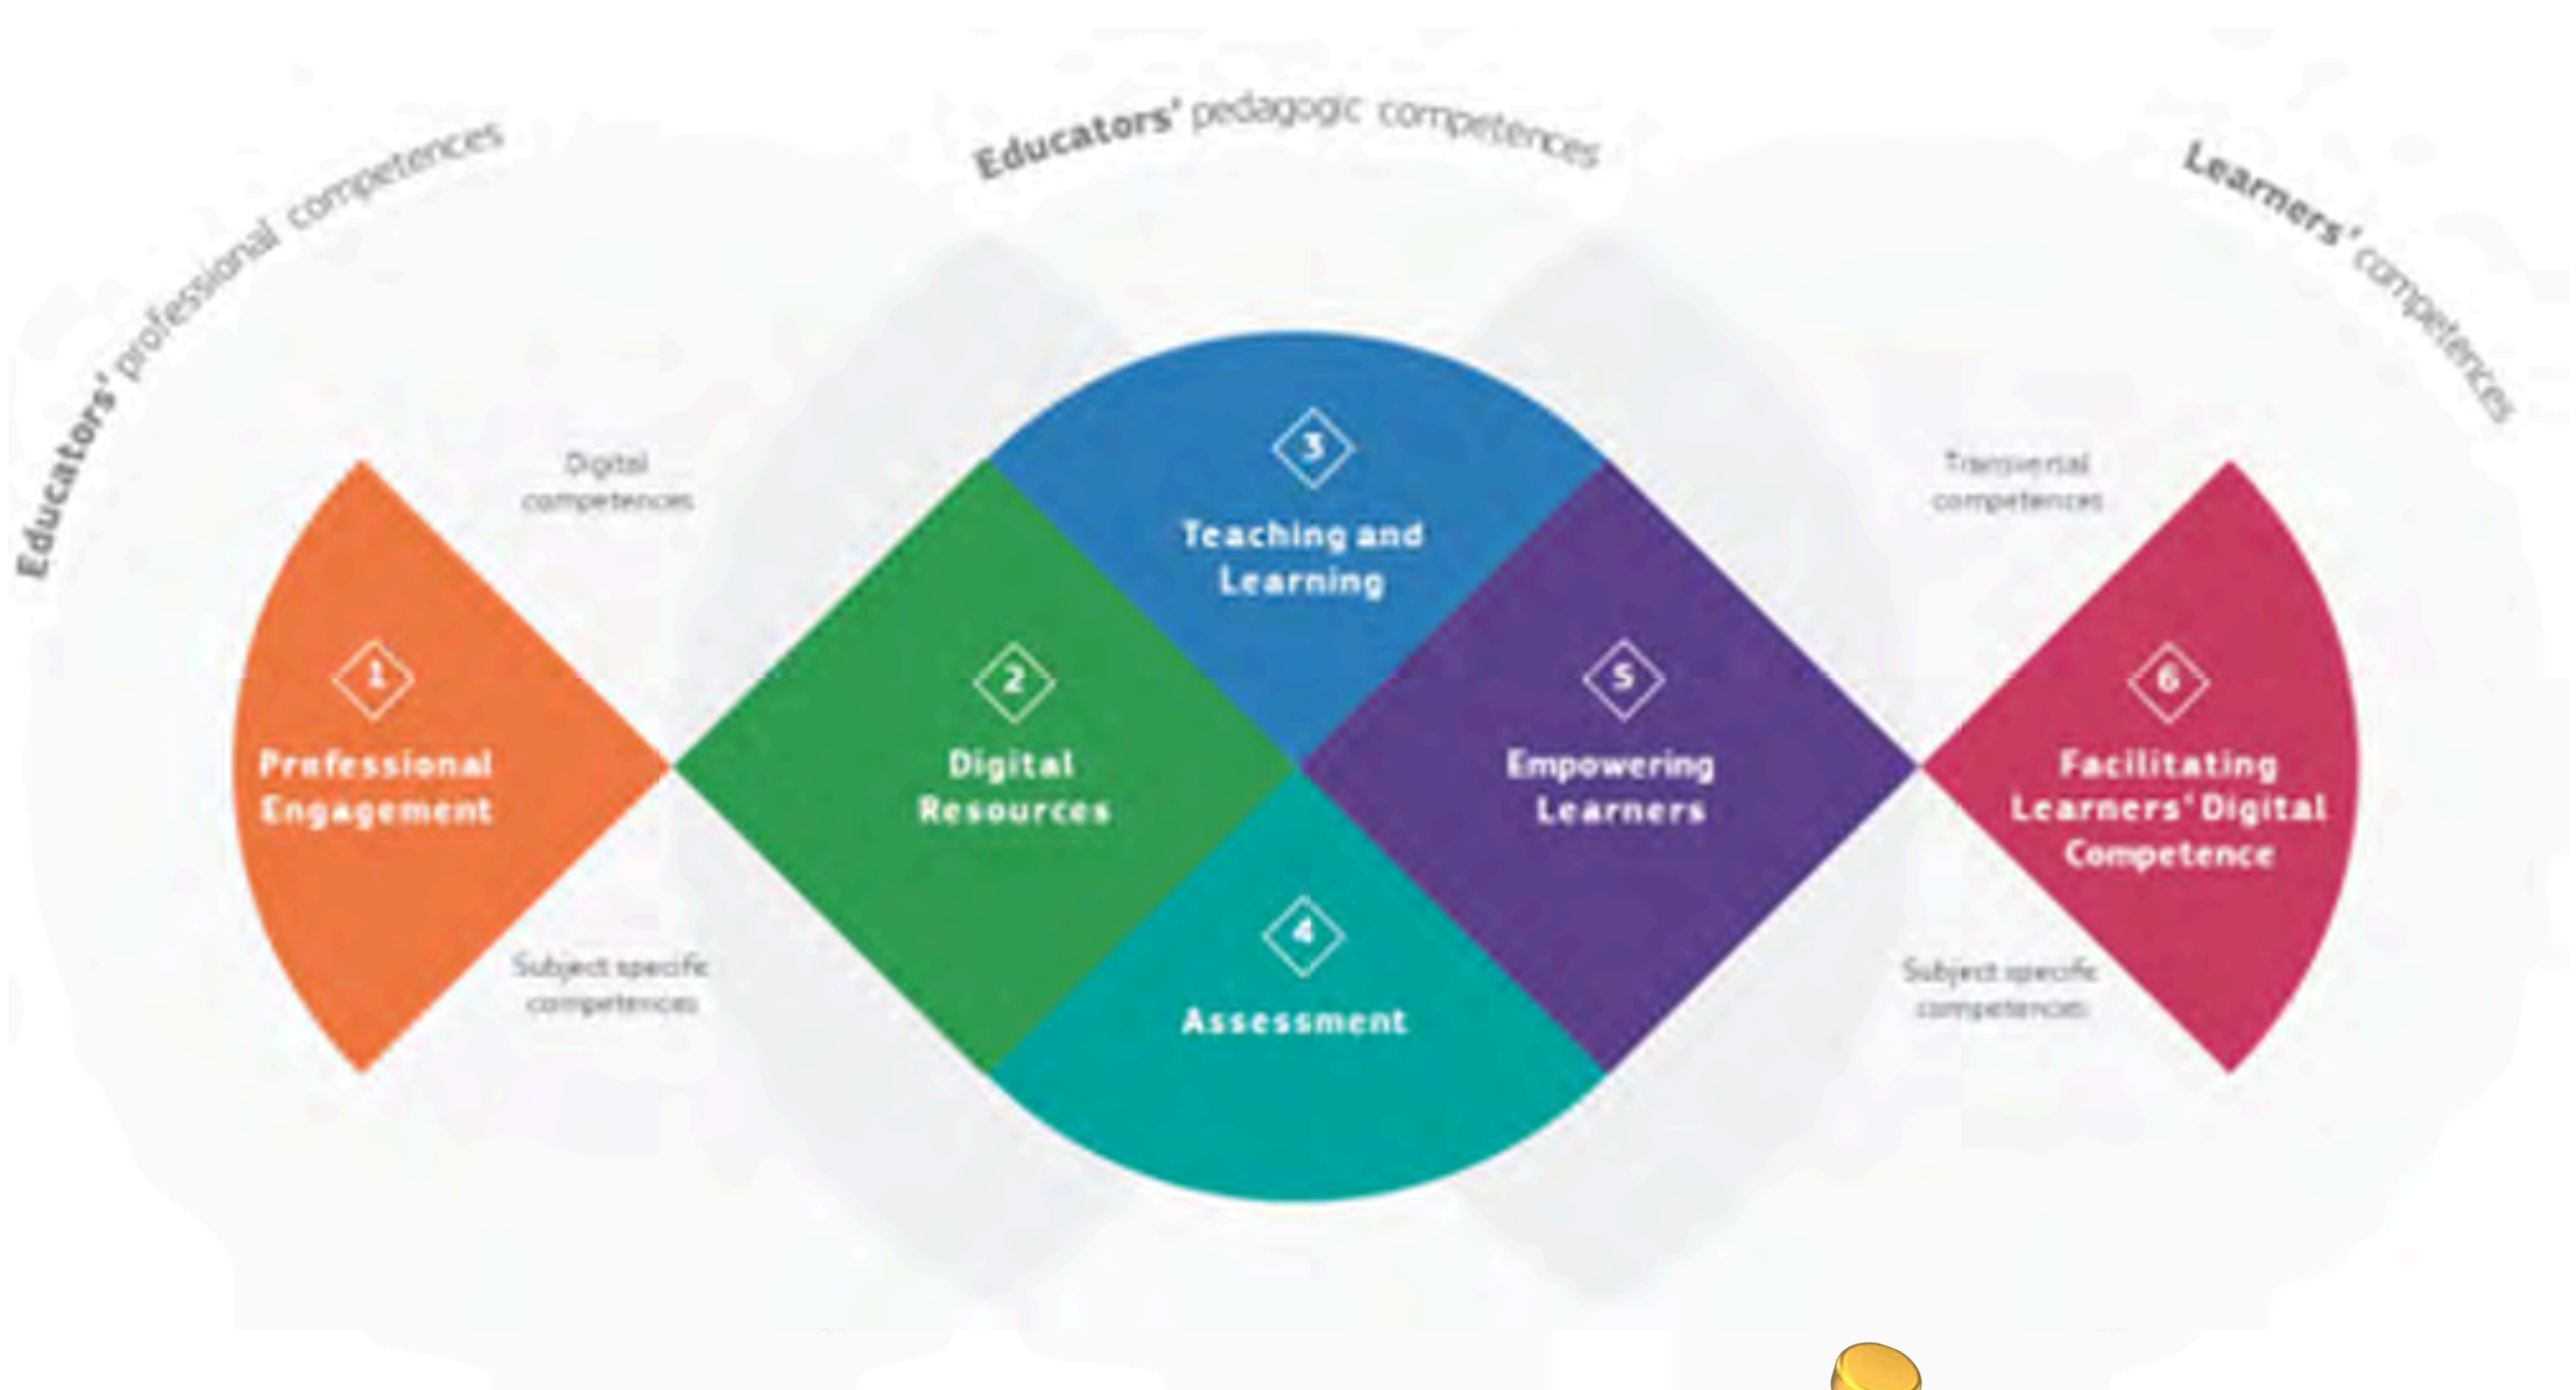 Educators' professional competences
Educators' pedagogic competences
Learners' competences
Digital
competences
Transversal
competences
1
Professional
Engagement
2
Digital
Resources
3
Teaching and
Learning
4
Assessment
5
Empowering
Learners
6
Facilitating
Learners' Digital
Competence
Subject specific
competences
Subject specific
competences